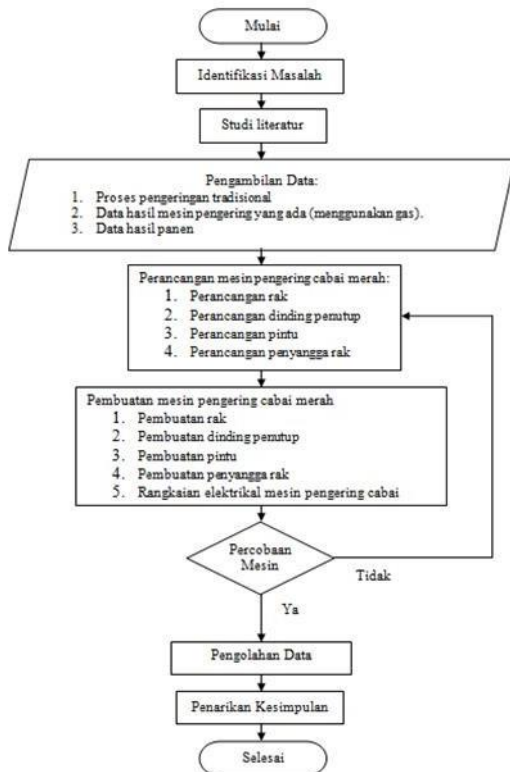 Mulai
Identifikasi Masalah
Studi literatur
Pengambilan Data:
1. Proses pengeringan tradisional
2. Data hasil mesin pengering yang ada (menggunakan gas).
3. Data hasil panen
Perancangan mesin pengering cabai merah:
1. Perancangan rak
2. Perancangan dinding penutup
3. Perancangan pintu
4. Perancangan penyangga rak
Pembuatan mesin pengering cabai merah
1. Pembuatan rak
2. Pembuatan dinding penutup
3. Pembuatan pintu
4. Pembuatan penyangga rak
5. Rangkaian elektrikal mesin pengering cabai
Percobaan
Mesin
Tidak
Ya
Pengolahan Data
Penarikan Kesimpulan
Selesai